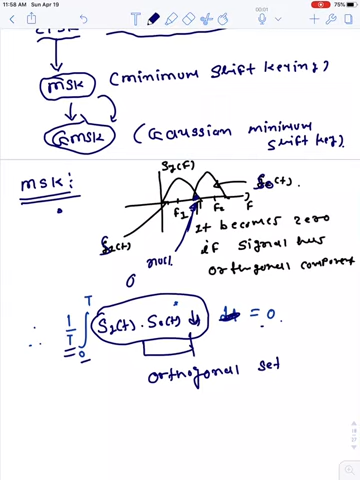 11:58 AM Sun Apr 19
75%
MSK (minimum shift keying)
GMSK (Gaussian minimum
shift key.)
MSK:
S1(f)
S0(t)
F1 F2 F
S1(t)
null
It becomes zero
if signal has
orthogonal component
0
∴ 1/T ∫ T 0 S1(t) . S0(t) dt = 0.
orthogonal set